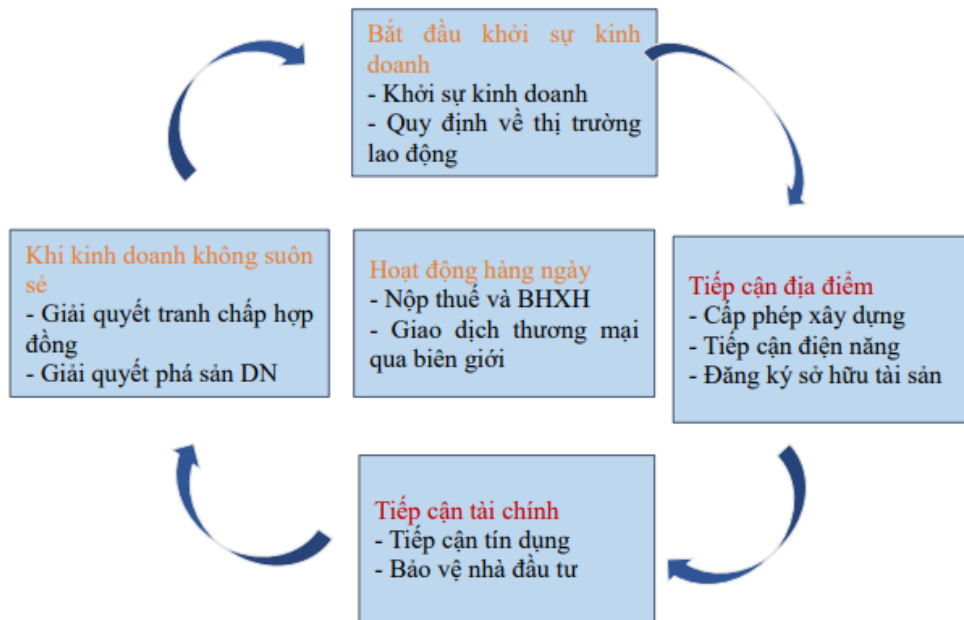 Bắt đầu khởi sự kinh
doanh
- Khởi sự kinh doanh
- Quy định về thị trường
lao động
Khi kinh doanh không suôn
sẻ
- Giải quyết tranh chấp hợp
đồng
- Giải quyết phá sản DN
Hoạt động hàng ngày
- Nộp thuế và BHXH
- Giao dịch thương mại
qua biên giới
Tiếp cận địa điểm
- Cấp phép xây dựng
- Tiếp cận điện năng
- Đăng ký sở hữu tài sản
Tiếp cận tài chính
- Tiếp cận tín dụng
- Bảo vệ nhà đầu tư